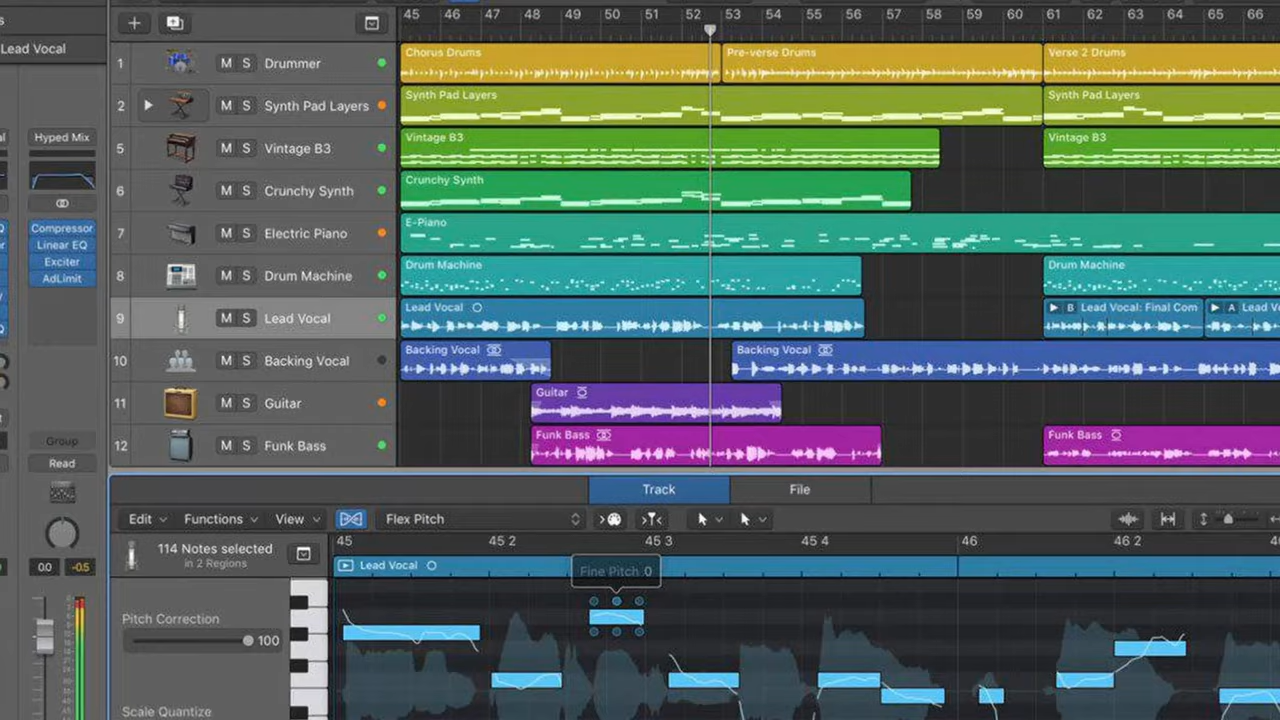 s
45 46 47 48 49 50 51 52 53 54 55 56 57 58 59 60 61 62 63 64 65 66
Lead Vocal
1 M S Drummer
Chorus Drums Pre-verse Drums Verse 2 Drums
2 M S Synth Pad Layers
Synth Pad Layers Synth Pad Layers
al Hyped Mix
5 M S Vintage B3
Vintage B3 Vintage B3
6 M S Crunchy Synth
Crunchy Synth
Q Compressor
r Linear EQ
Exciter
AdLimit
7 M S Electric Piano
E-Piano
8 M S Drum Machine
Drum Machine Drum Machine
9 M S Lead Vocal
Lead Vocal B Lead Vocal: Final Com A Lead V
Q
10 M S Backing Vocal
Backing Vocal Backing Vocal
11 M S Guitar
Guitar
12 M S Funk Bass
Funk Bass Funk Bass
Group
Read
0.0 -0.5
Track File
Edit Functions View Flex Pitch
114 Notes selected
in 2 Regions
45 45 2 45 3 45 4 46 46 2
Lead Vocal
Fine Pitch 0
Pitch Correction
100
Scale Quantize